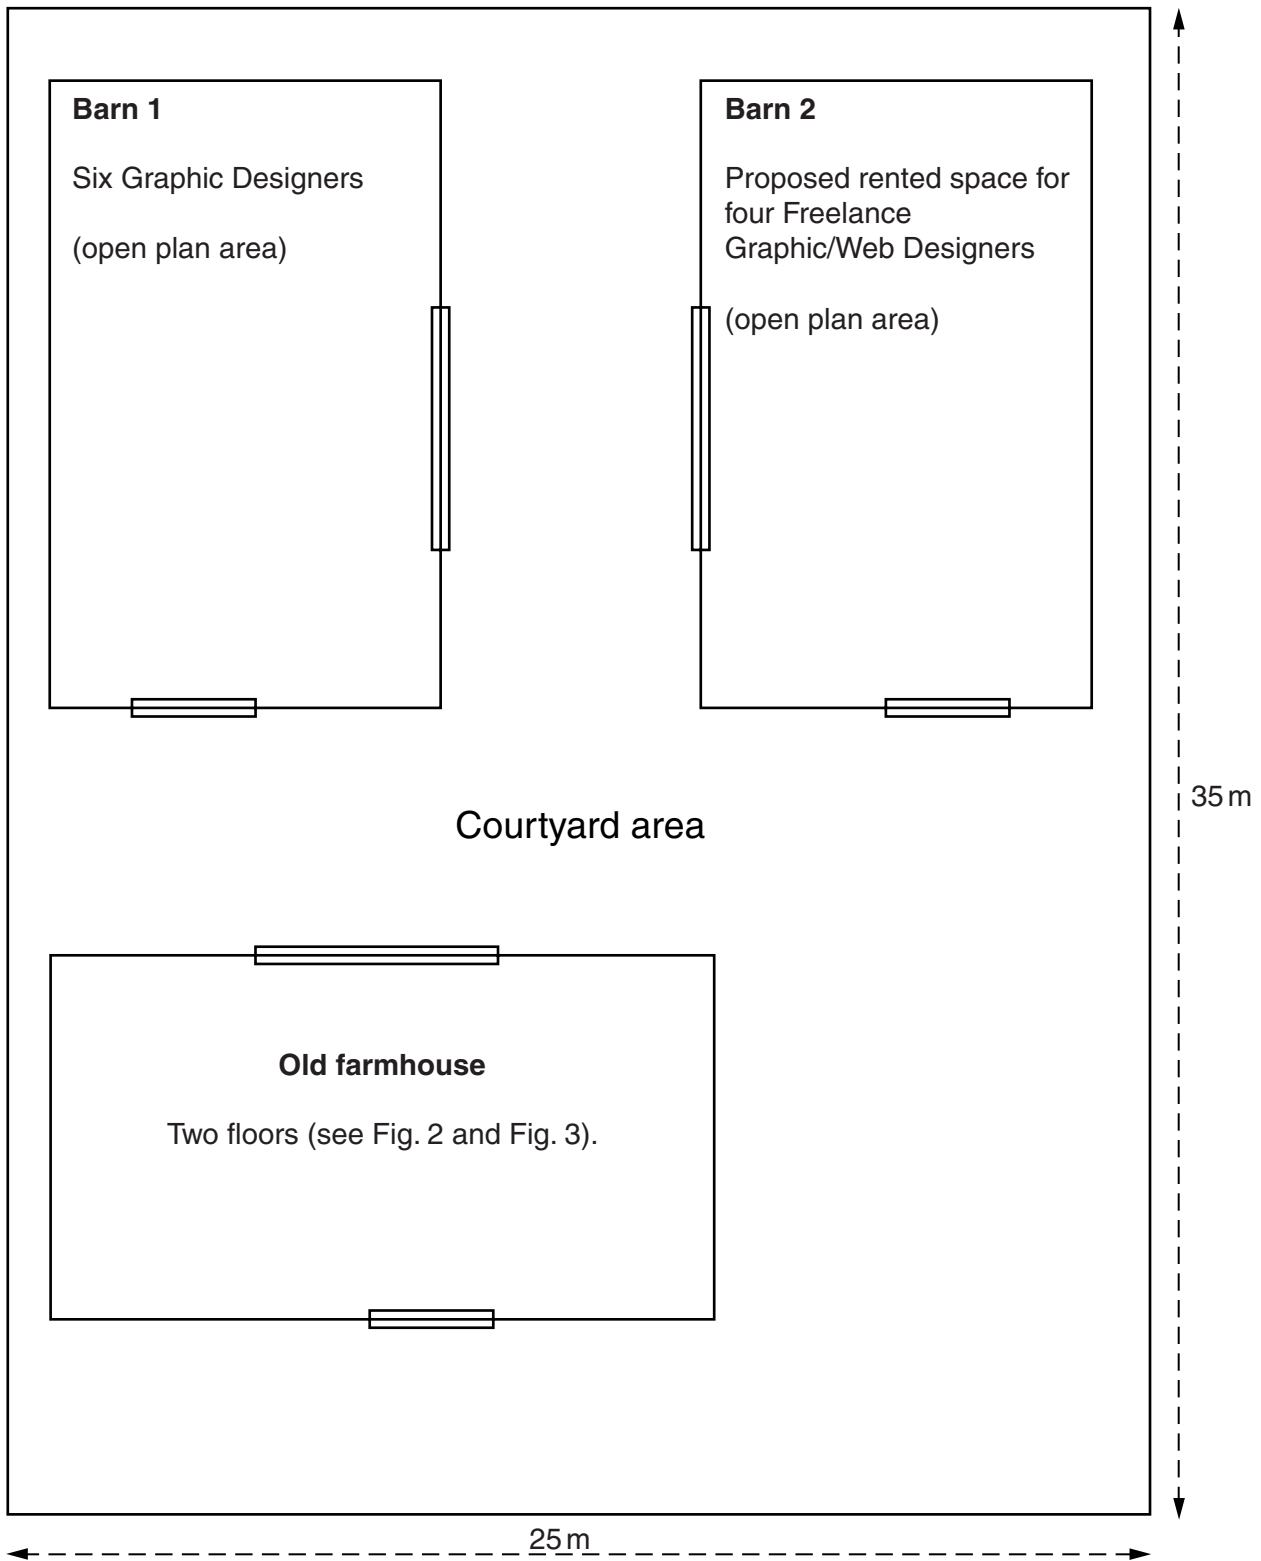 Barn 1
Six Graphic Designers
(open plan area)
Barn 2
Proposed rented space for
four Freelance
Graphic/Web Designers
(open plan area)
35 m
Courtyard area
Old farmhouse
Two floors (see Fig. 2 and Fig. 3).
25 m